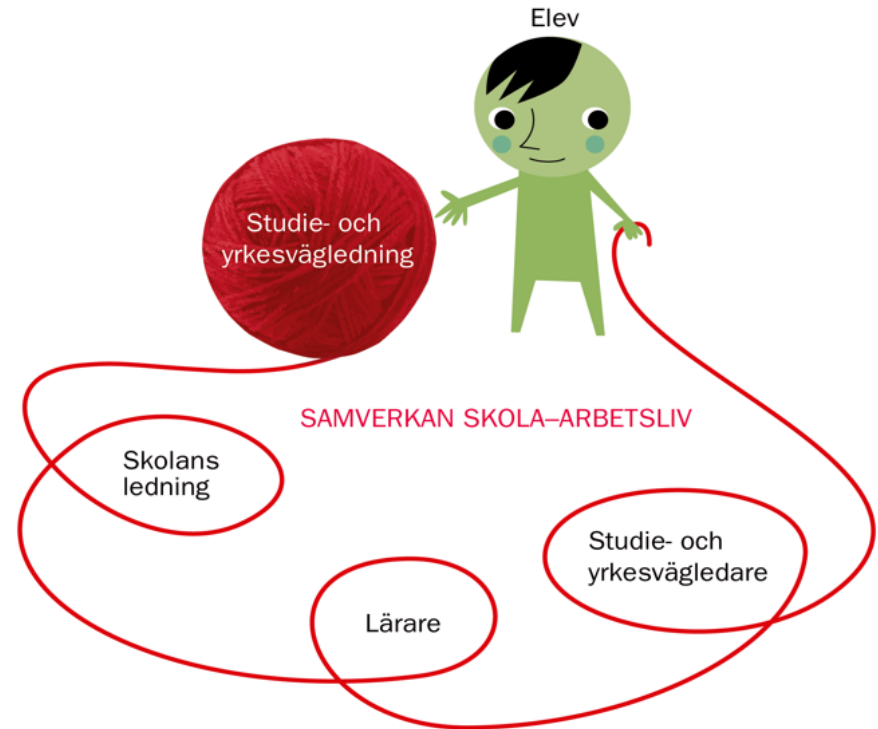 Elev
Studie- och
yrkesvägledning
SAMVERKAN SKOLA–ARBETSLIV
Skolans
ledning
Studie- och
yrkesvägledare
Lärare